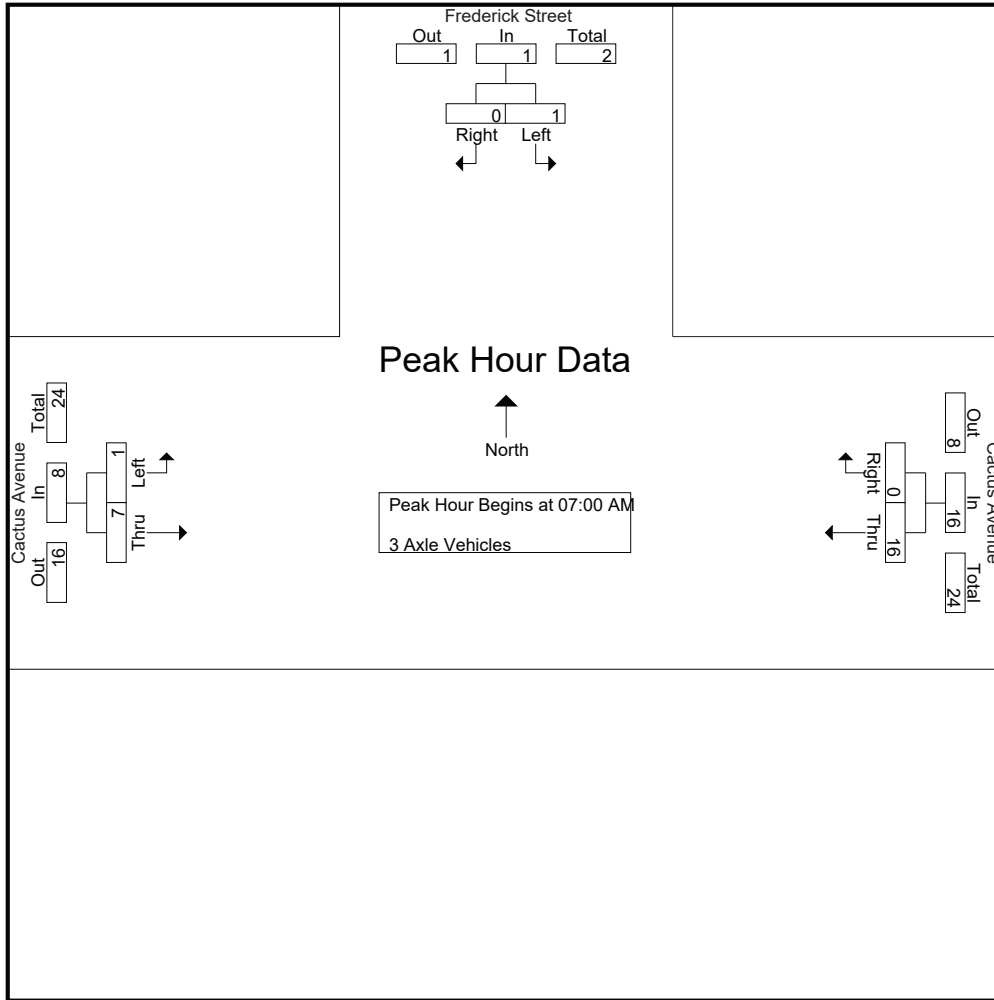 Frederick Street
Out In Total
1 1 2
0 1
Right Left
Peak Hour Data
North
Peak Hour Begins at 07:00 AM
3 Axle Vehicles
Cactus Avenue
Total In Out
24 8 16
1 7
Left Thru
Cactus Avenue
Out In Total
8 16 24
Right Thru
0 16